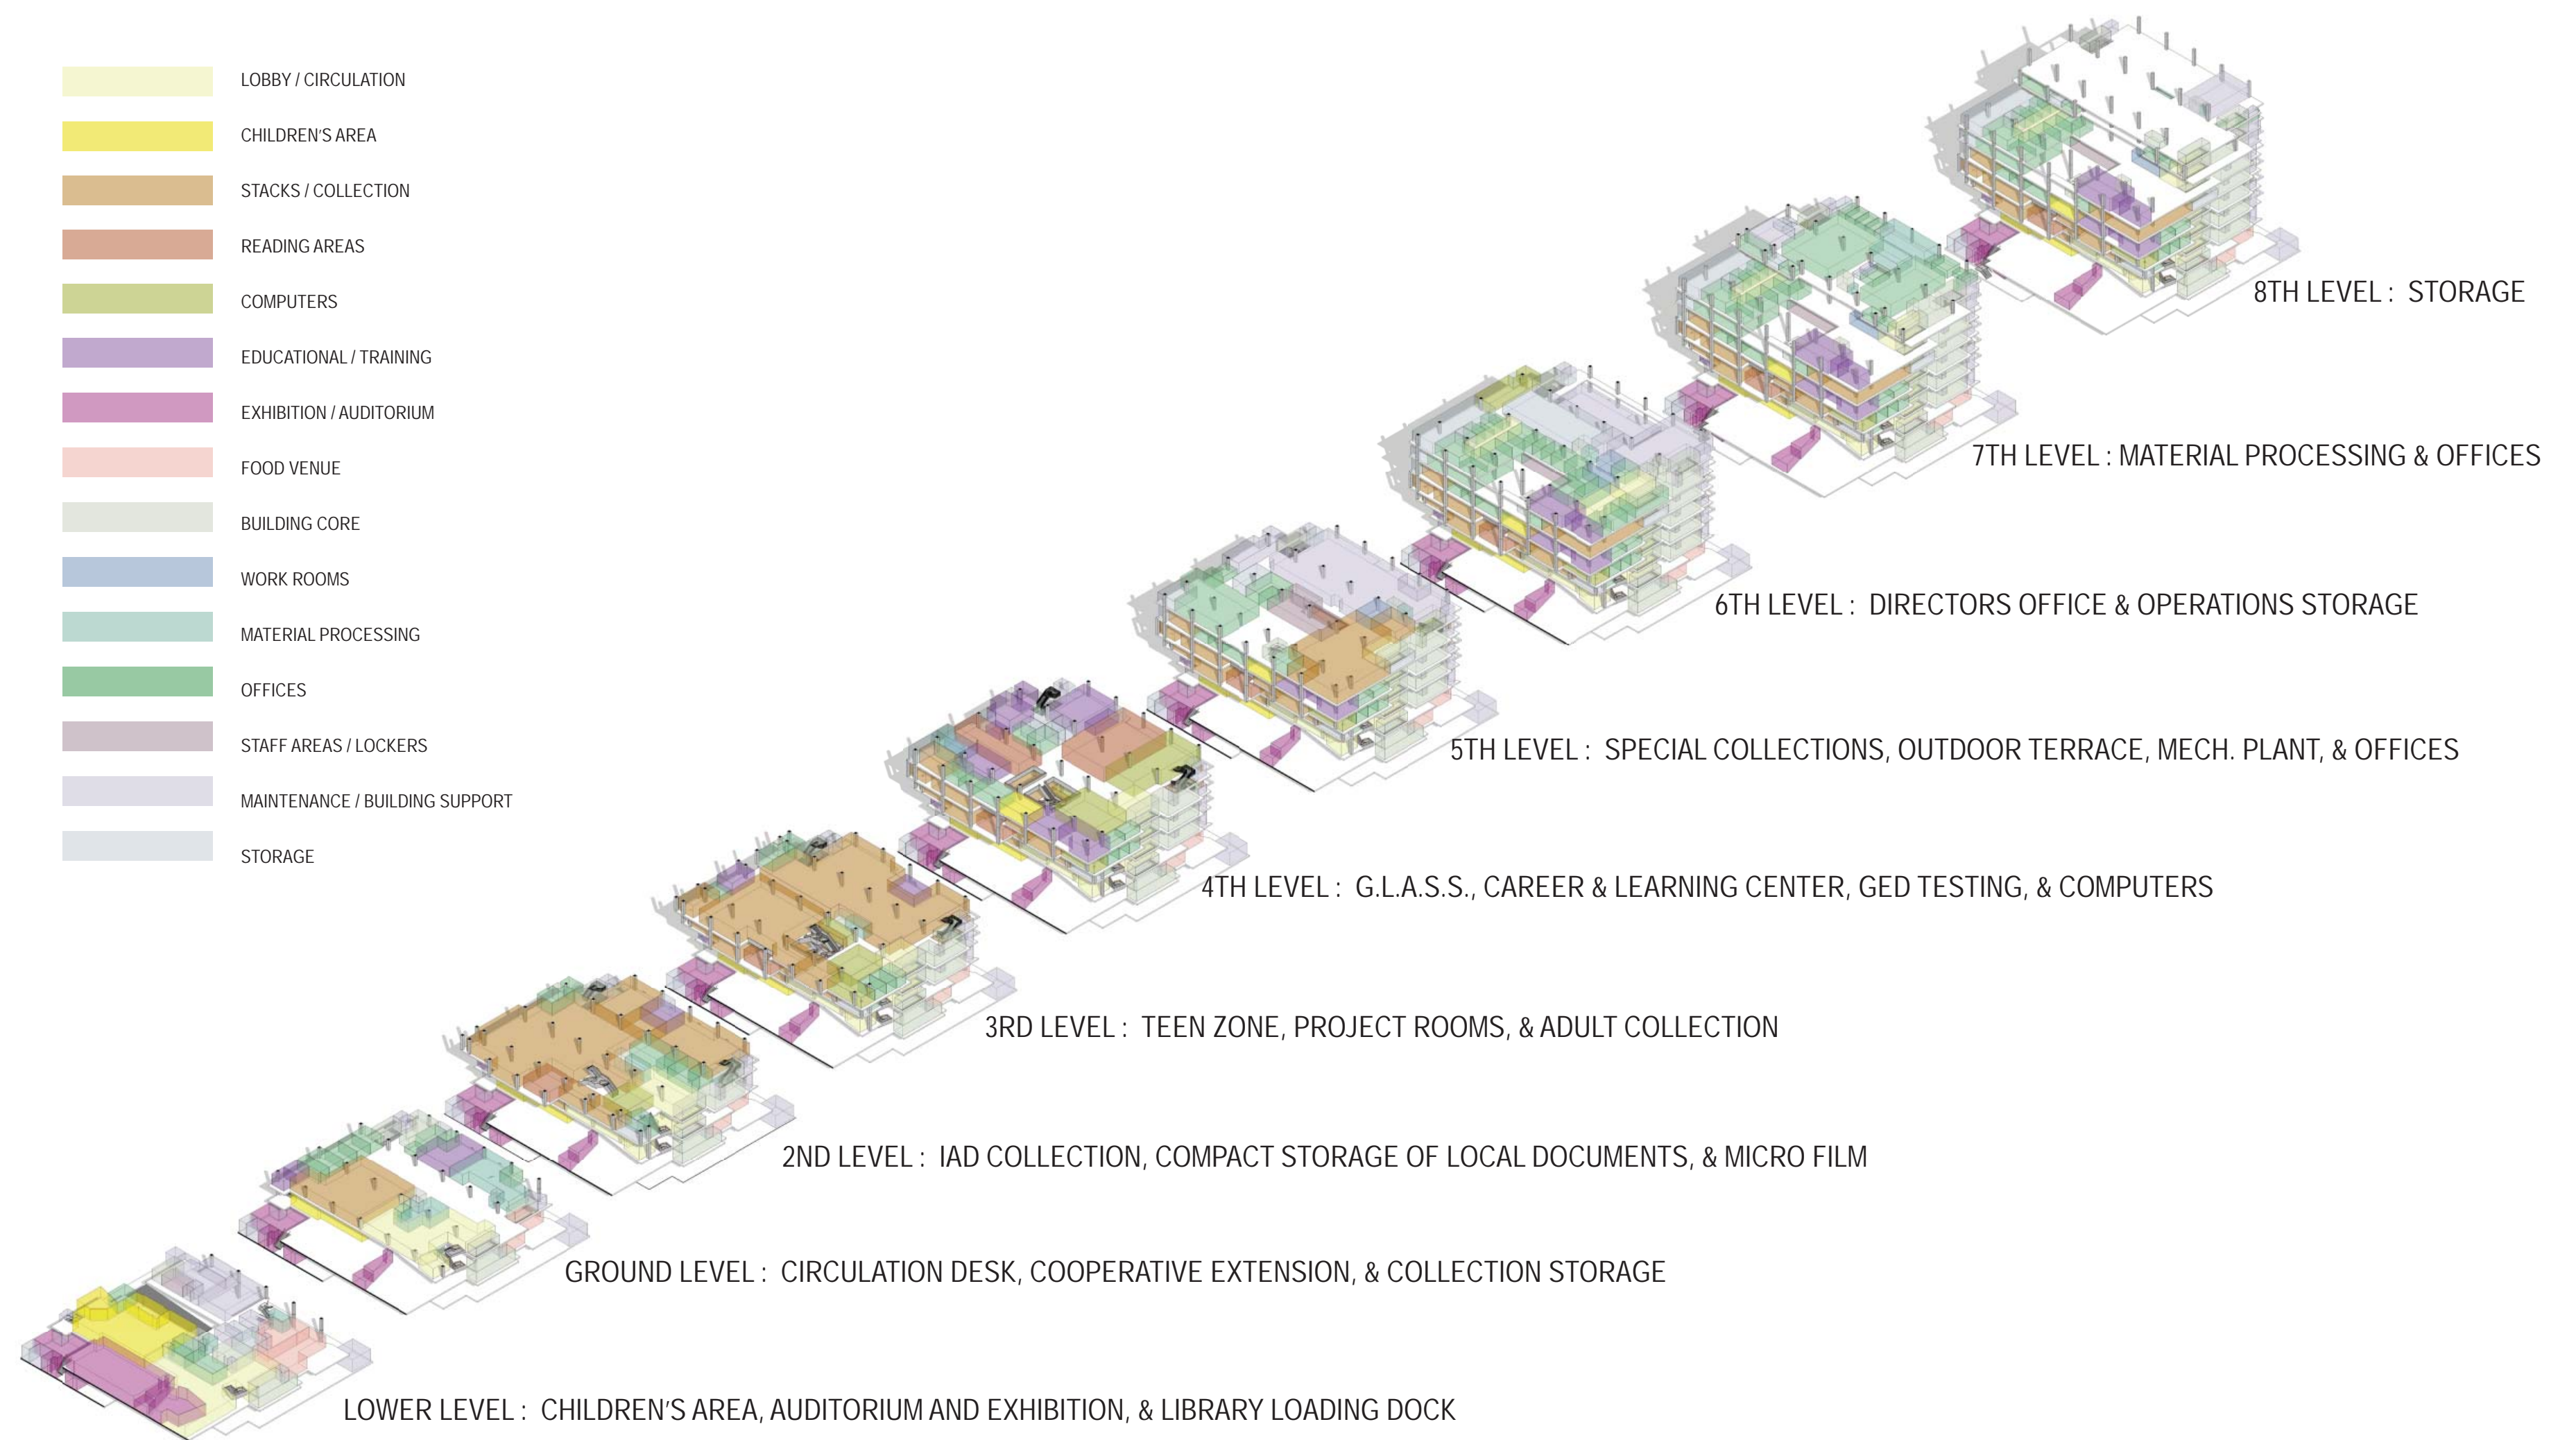 LOBBY / CIRCULATION
CHILDREN'S AREA
STACKS / COLLECTION
READING AREAS
COMPUTERS
EDUCATIONAL / TRAINING
EXHIBITION / AUDITORIUM
FOOD VENUE
BUILDING CORE
WORK ROOMS
MATERIAL PROCESSING
OFFICES
STAFF AREAS / LOCKERS
MAINTENANCE / BUILDING SUPPORT
STORAGE
8TH LEVEL : STORAGE
7TH LEVEL : MATERIAL PROCESSING & OFFICES
6TH LEVEL : DIRECTORS OFFICE & OPERATIONS STORAGE
5TH LEVEL : SPECIAL COLLECTIONS, OUTDOOR TERRACE, MECH. PLANT, & OFFICES
4TH LEVEL : G.L.A.S.S., CAREER & LEARNING CENTER, GED TESTING, & COMPUTERS
3RD LEVEL : TEEN ZONE, PROJECT ROOMS, & ADULT COLLECTION
2ND LEVEL : IAD COLLECTION, COMPACT STORAGE OF LOCAL DOCUMENTS, & MICRO FILM
GROUND LEVEL : CIRCULATION DESK, COOPERATIVE EXTENSION, & COLLECTION STORAGE
LOWER LEVEL : CHILDREN'S AREA, AUDITORIUM AND EXHIBITION, & LIBRARY LOADING DOCK